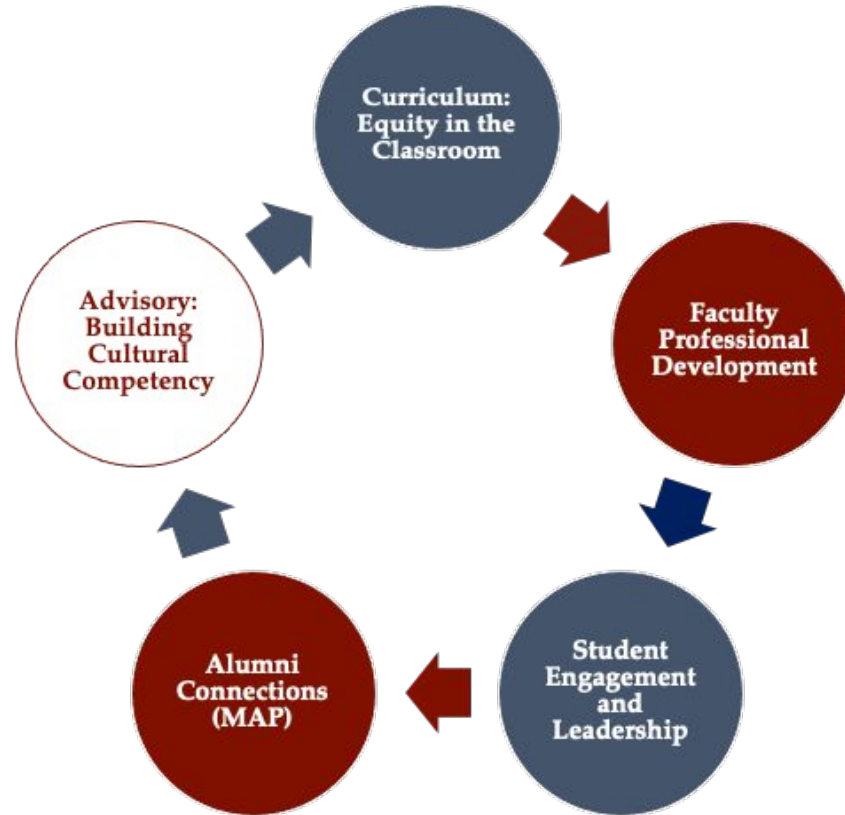 Curriculum:
Equity in the
Classroom
Faculty
Professional
Development
Student
Engagement
and
Leadership
Alumni
Connections
(MAP)
Advisory:
Building
Cultural
Competency